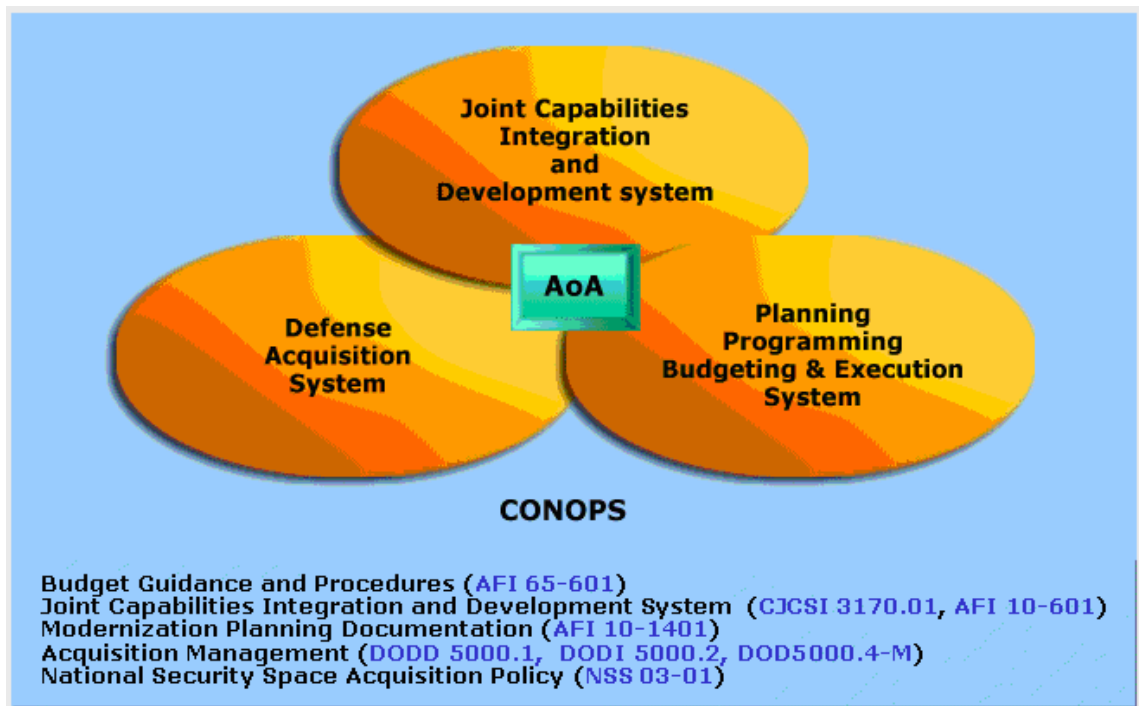 Joint Capabilities
Integration
and
Development system
AoA
Defense
Acquisition
System
Planning
Programming
Budgeting & Execution
System
CONOPS
Budget Guidance and Procedures (AFI 65-601)
Joint Capabilities Integration and Development System (CJCSI 3170.01, AFI 10-601)
Modernization Planning Documentation (AFI 10-1401)
Acquisition Management (DODD 5000.1, DODI 5000.2, DOD5000.4-M)
National Security Space Acquisition Policy (NSS 03-01)